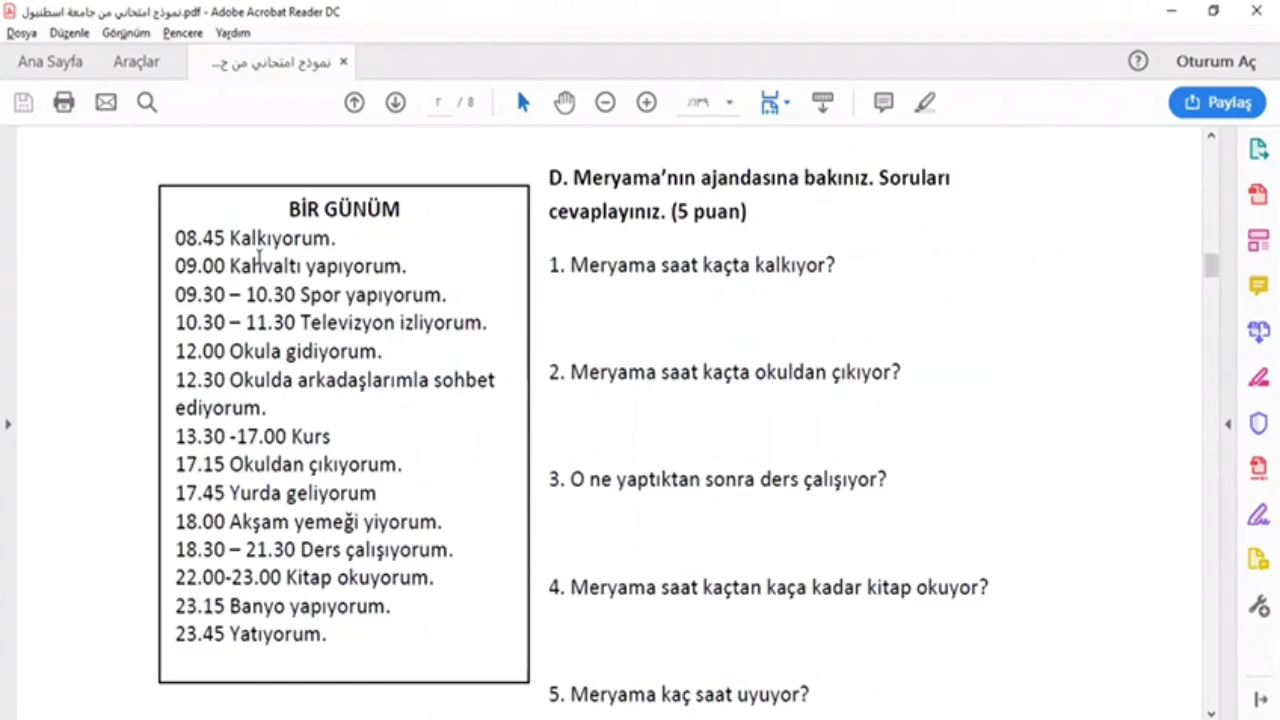 نموذج امتحاني من جامعة اسطنبول.pdf - Adobe Acrobat Reader DC
Dosya Düzenle Görünüm Pencere Yardım
Ana Sayfa Araçlar نموذج امتحاني من ج... Oturum Aç
/ 8 Paylaş
BİR GÜNÜM
08.45 Kalkıyorum.
09.00 Kahvaltı yapıyorum.
09.30 – 10.30 Spor yapıyorum.
10.30 – 11.30 Televizyon izliyorum.
12.00 Okula gidiyorum.
12.30 Okulda arkadaşlarımla sohbet
ediyorum.
13.30 -17.00 Kurs
17.15 Okuldan çıkıyorum.
17.45 Yurda geliyorum
18.00 Akşam yemeği yiyorum.
18.30 – 21.30 Ders çalışıyorum.
22.00-23.00 Kitap okuyorum.
23.15 Banyo yapıyorum.
23.45 Yatıyorum.
D. Meryama’nın ajandasına bakınız. Soruları
cevaplayınız. (5 puan)
1. Meryama saat kaçta kalkıyor?
2. Meryama saat kaçta okuldan çıkıyor?
3. O ne yaptıktan sonra ders çalışıyor?
4. Meryama saat kaçtan kaça kadar kitap okuyor?
5. Meryama kaç saat uyuyor?